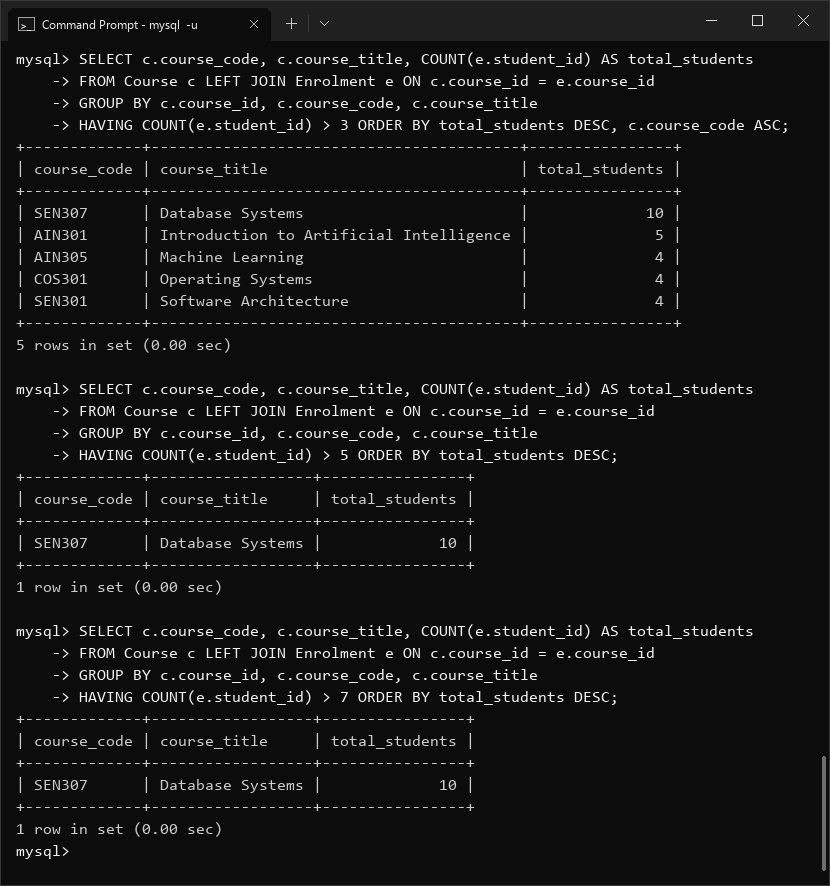 Command Prompt - mysql -u
mysql> SELECT c.course_code, c.course_title, COUNT(e.student_id) AS total_students
    -> FROM Course c LEFT JOIN Enrolment e ON c.course_id = e.course_id
    -> GROUP BY c.course_id, c.course_code, c.course_title
    -> HAVING COUNT(e.student_id) > 3 ORDER BY total_students DESC, c.course_code ASC;
+-------------+-----------------------------------------+----------------+
| course_code | course_title                            | total_students |
+-------------+-----------------------------------------+----------------+
| SEN307      | Database Systems                        |             10 |
| AIN301      | Introduction to Artificial Intelligence |              5 |
| AIN305      | Machine Learning                        |              4 |
| COS301      | Operating Systems                       |              4 |
| SEN301      | Software Architecture                   |              4 |
+-------------+-----------------------------------------+----------------+
5 rows in set (0.00 sec)

mysql> SELECT c.course_code, c.course_title, COUNT(e.student_id) AS total_students
    -> FROM Course c LEFT JOIN Enrolment e ON c.course_id = e.course_id
    -> GROUP BY c.course_id, c.course_code, c.course_title
    -> HAVING COUNT(e.student_id) > 5 ORDER BY total_students DESC;
+-------------+------------------+----------------+
| course_code | course_title     | total_students |
+-------------+------------------+----------------+
| SEN307      | Database Systems |             10 |
+-------------+------------------+----------------+
1 row in set (0.00 sec)

mysql> SELECT c.course_code, c.course_title, COUNT(e.student_id) AS total_students
    -> FROM Course c LEFT JOIN Enrolment e ON c.course_id = e.course_id
    -> GROUP BY c.course_id, c.course_code, c.course_title
    -> HAVING COUNT(e.student_id) > 7 ORDER BY total_students DESC;
+-------------+------------------+----------------+
| course_code | course_title     | total_students |
+-------------+------------------+----------------+
| SEN307      | Database Systems |             10 |
+-------------+------------------+----------------+
1 row in set (0.00 sec)
mysql>